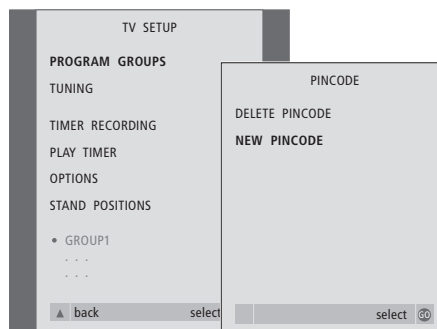 TV SETUP
PROGRAM GROUPS
TUNING
TIMER RECORDING
PLAY TIMER
OPTIONS
STAND POSITIONS
• GROUP1
. . .
. . .
▲ back select
PINCODE
DELETE PINCODE
NEW PINCODE
select GO